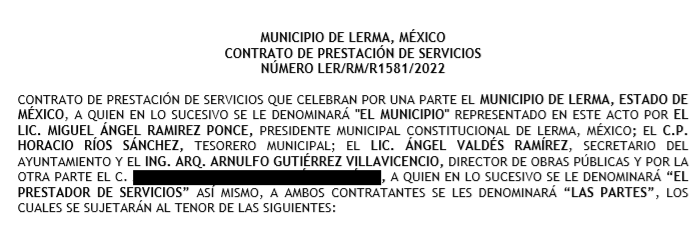 MUNICIPIO DE LERMA, MÉXICO
CONTRATO DE PRESTACIÓN DE SERVICIOS
NÚMERO LER/RM/R1581/2022
CONTRATO DE PRESTACIÓN DE SERVICIOS QUE CELEBRAN POR UNA PARTE EL MUNICIPIO DE LERMA, ESTADO DE
MÉXICO, A QUIEN EN LO SUCESIVO SE LE DENOMINARÁ "EL MUNICIPIO" REPRESENTADO EN ESTE ACTO POR EL
LIC. MIGUEL ÁNGEL RAMIREZ PONCE, PRESIDENTE MUNICIPAL CONSTITUCIONAL DE LERMA, MÉXICO; EL C.P.
HORACIO RÍOS SÁNCHEZ, TESORERO MUNICIPAL; EL LIC. ÁNGEL VALDÉS RAMÍREZ, SECRETARIO DEL
AYUNTAMIENTO Y EL ING. ARQ. ARNULFO GUTIÉRREZ VILLAVICENCIO, DIRECTOR DE OBRAS PÚBLICAS Y POR LA
OTRA PARTE EL C. , A QUIEN EN LO SUCESIVO SE LE DENOMINARÁ “EL
PRESTADOR DE SERVICIOS” ASÍ MISMO, A AMBOS CONTRATANTES SE LES DENOMINARÁ “LAS PARTES”, LOS
CUALES SE SUJETARÁN AL TENOR DE LAS SIGUIENTES: